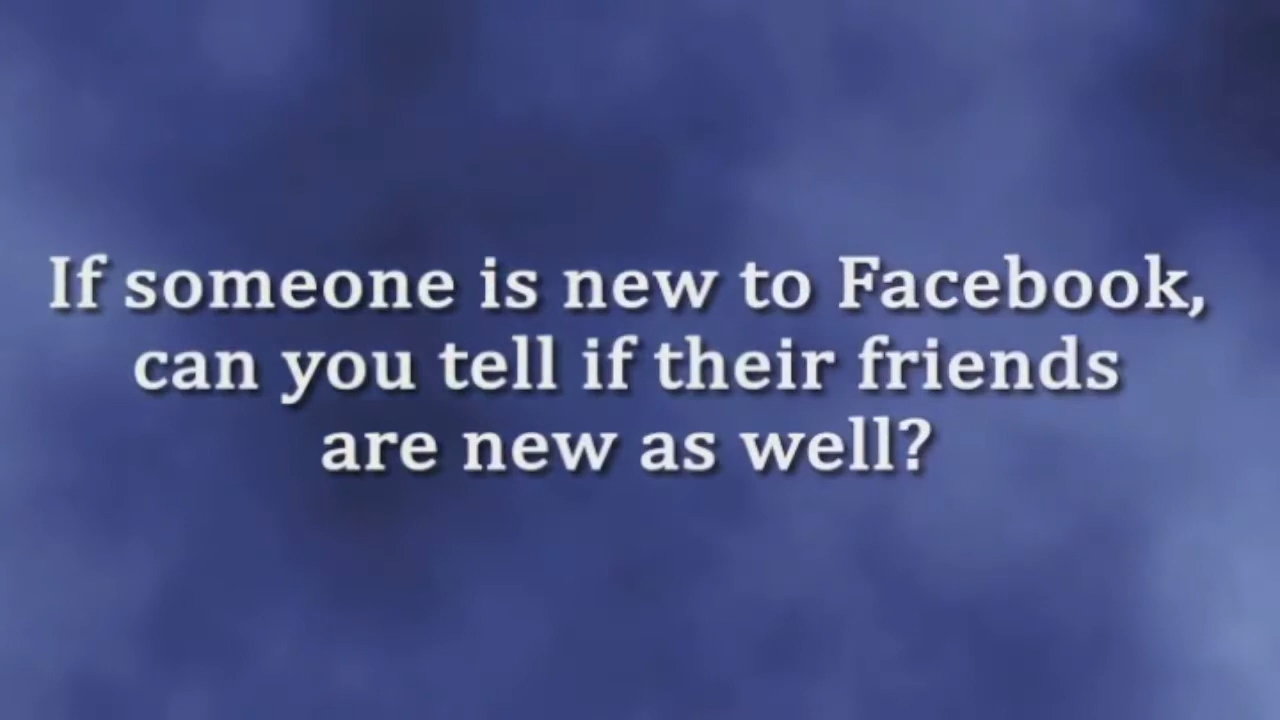 If someone is new to Facebook,
can you tell if their friends
are new as well?